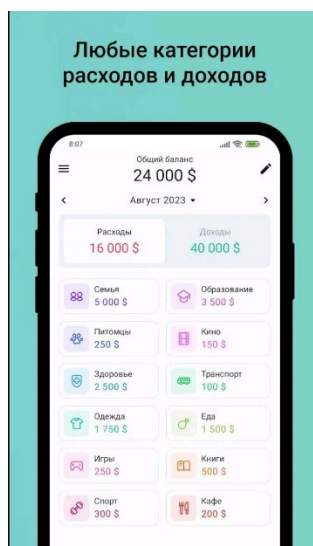 Любые категории
расходов и доходов
8:07
Общий баланс
24 000 $
Август 2023
Расходы
Доходы
16 000 $
40 000 $
Семья
5 000 $
Образование
3 500 $
Питомцы
250 $
Кино
150 $
Здоровье
2 500 $
Транспорт
100 $
Одежда
1 750 $
Еда
1 500 $
Игры
250 $
Книги
500 $
Спорт
300 $
Кафе
200 $